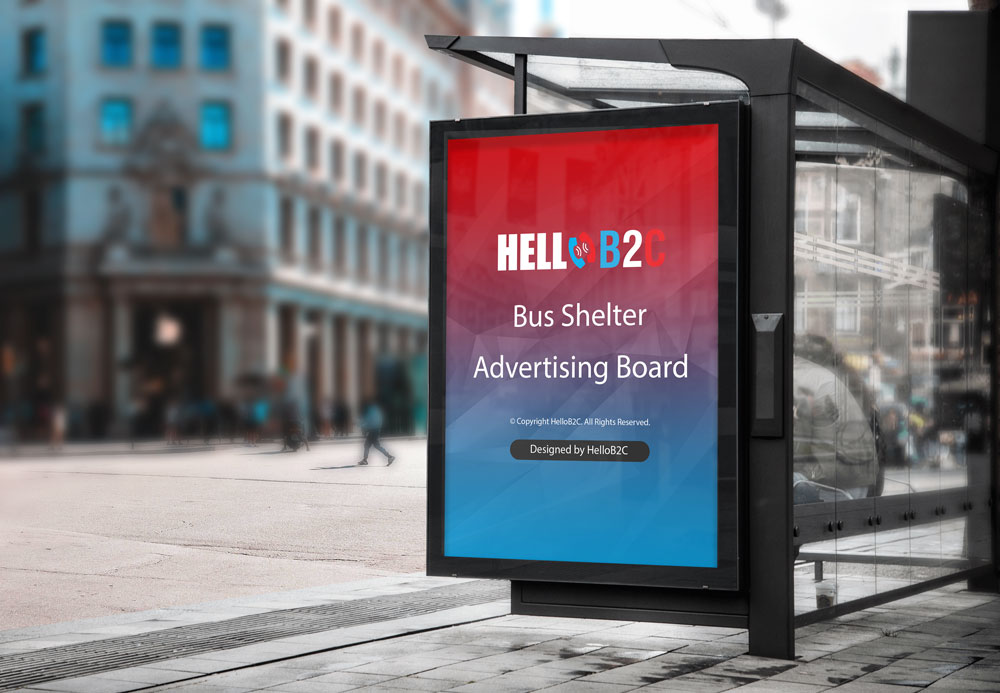 HELLO B2C
Bus Shelter
Advertising Board
© Copyright HelloB2C. All Rights Reserved.
Designed by HelloB2C